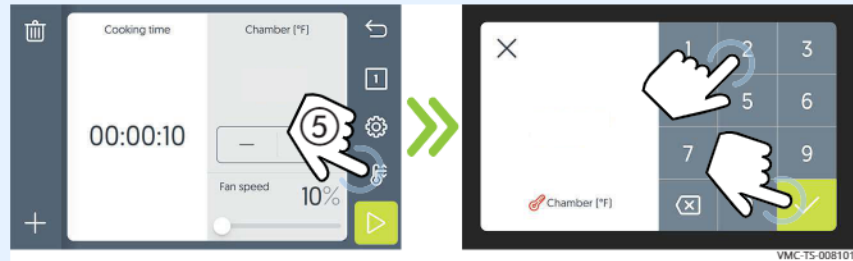 Cooking time
Chamber [°F]
1
00:00:10
5
—
Fan speed
10%
1
2
3
5
6
7
9
Chamber [°F]
VMC-TS-008101